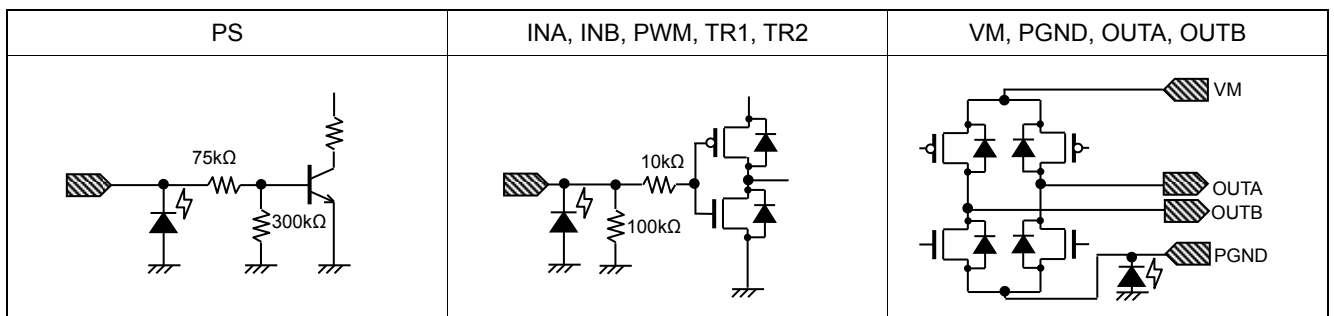 PS
INA, INB, PWM, TR1, TR2
VM, PGND, OUTA, OUTB
75kΩ
300kΩ
10kΩ
100kΩ
VM
OUTA
OUTB
PGND